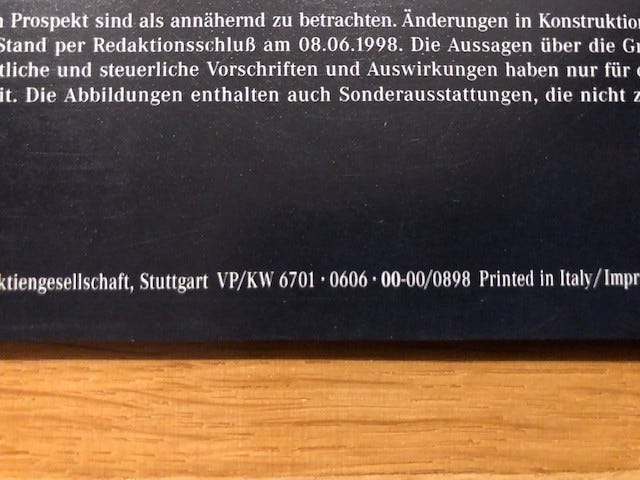 n Prospekt sind als annähernd zu betrachten. Änderungen in Konstruktion
Stand per Redaktionsschluß am 08.06.1998. Die Aussagen über die Gr
tliche und steuerliche Vorschriften und Auswirkungen haben nur für d
it. Die Abbildungen enthalten auch Sonderausstattungen, die nicht z
ktiengesellschaft, Stuttgart VP/KW 6701 · 0606 · 00-00/0898 Printed in Italy/Impr